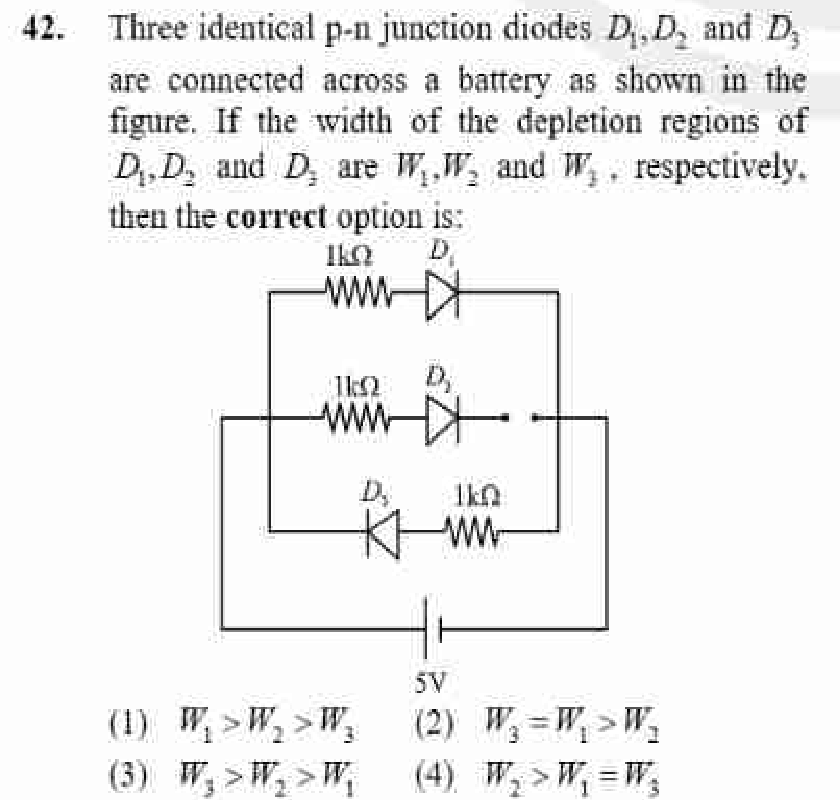 42. Three identical p-n junction diodes D₁, D₂ and D₃
are connected across a battery as shown in the
figure. If the width of the depletion regions of
D₁, D₂ and D₃ are W₁, W₂ and W₃ , respectively,
then the correct option is:
1kΩ D₁
1kΩ D₂
D₃ 1kΩ
5V
(1) W₁ > W₂ > W₃ (2) W₃ = W₁ > W₂
(3) W₃ > W₂ > W₁ (4) W₂ > W₁ = W₃